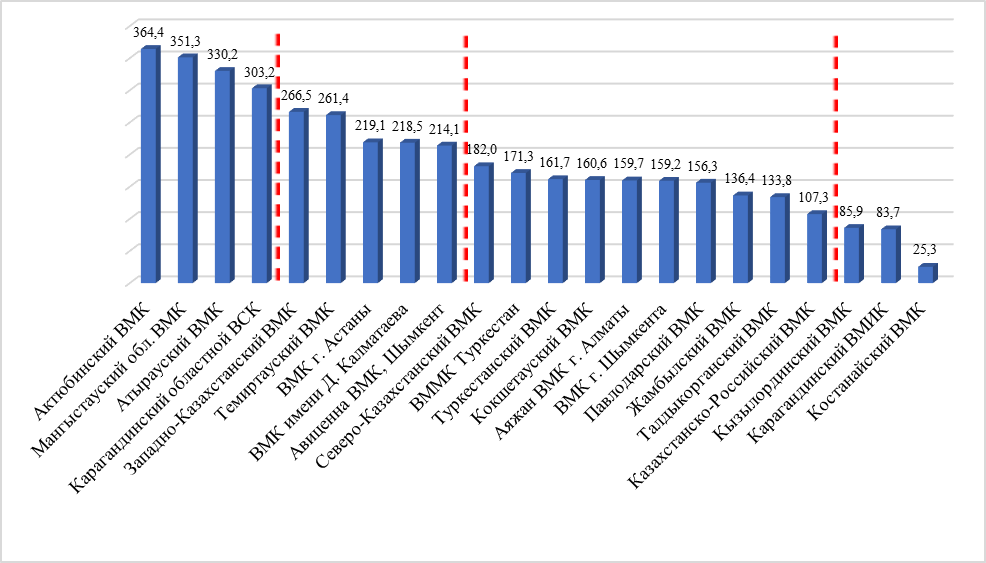 364,4
351,3
330,2
303,2
266,5
261,4
219,1
218,5
214,1
182,0
171,3
161,7
160,6
159,7
159,2
156,3
136,4
133,8
107,3
85,9
83,7
25,3
Актюбинский ВМК
Мангыстауский обл. ВМК
Атырауский ВМК
Карагандинский областной ВСК
Западно-Казахстанский ВМК
Темиртауский ВМК
ВМК г. Астаны
ВМК имени Д. Калматаева
Авиценна ВМК, Шымкент
Северо-Казахстанский ВМК
ВММК Туркестан
Туркестанский ВМК
Кокшетауский ВМК
Аяжан ВМК г. Алматы
ВМК г. Шымкента
Павлодарский ВМК
Жамбылский ВМК
Талдыкорганский ВМК
Казахстанско-Российский ВМК
Кызылординский ВМК
Карагандинский ВМИК
Костанайский ВМК